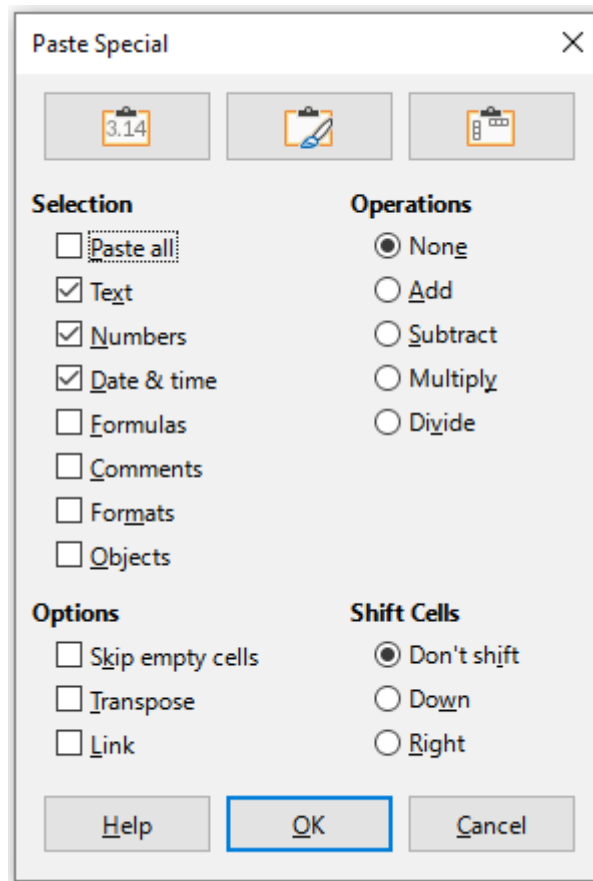 Paste Special
3.14
Selection
Operations
Paste all
None
Text
Add
Numbers
Subtract
Date & time
Multiply
Formulas
Divide
Comments
Formats
Objects
Options
Shift Cells
Skip empty cells
Don't shift
Transpose
Down
Link
Right
Help
OK
Cancel